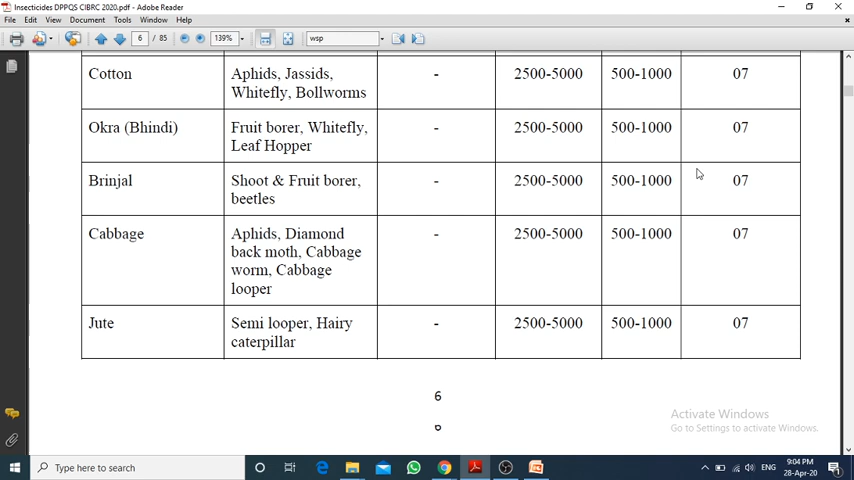 Insecticides DPPQS CIBRC 2020.pdf - Adobe Reader
File Edit View Document Tools Window Help
6 / 85 139% wsp
Cotton Aphids, Jassids, - 2500-5000 500-1000 07
Whitefly, Bollworms
Okra (Bhindi) Fruit borer, Whitefly, - 2500-5000 500-1000 07
Leaf Hopper
Brinjal Shoot & Fruit borer, - 2500-5000 500-1000 07
beetles
Cabbage Aphids, Diamond - 2500-5000 500-1000 07
back moth, Cabbage
worm, Cabbage
looper
Jute Semi looper, Hairy - 2500-5000 500-1000 07
caterpillar
6
Activate Windows
Go to Settings to activate Windows.
Type here to search
ENG
9:04 PM
28-Apr-20